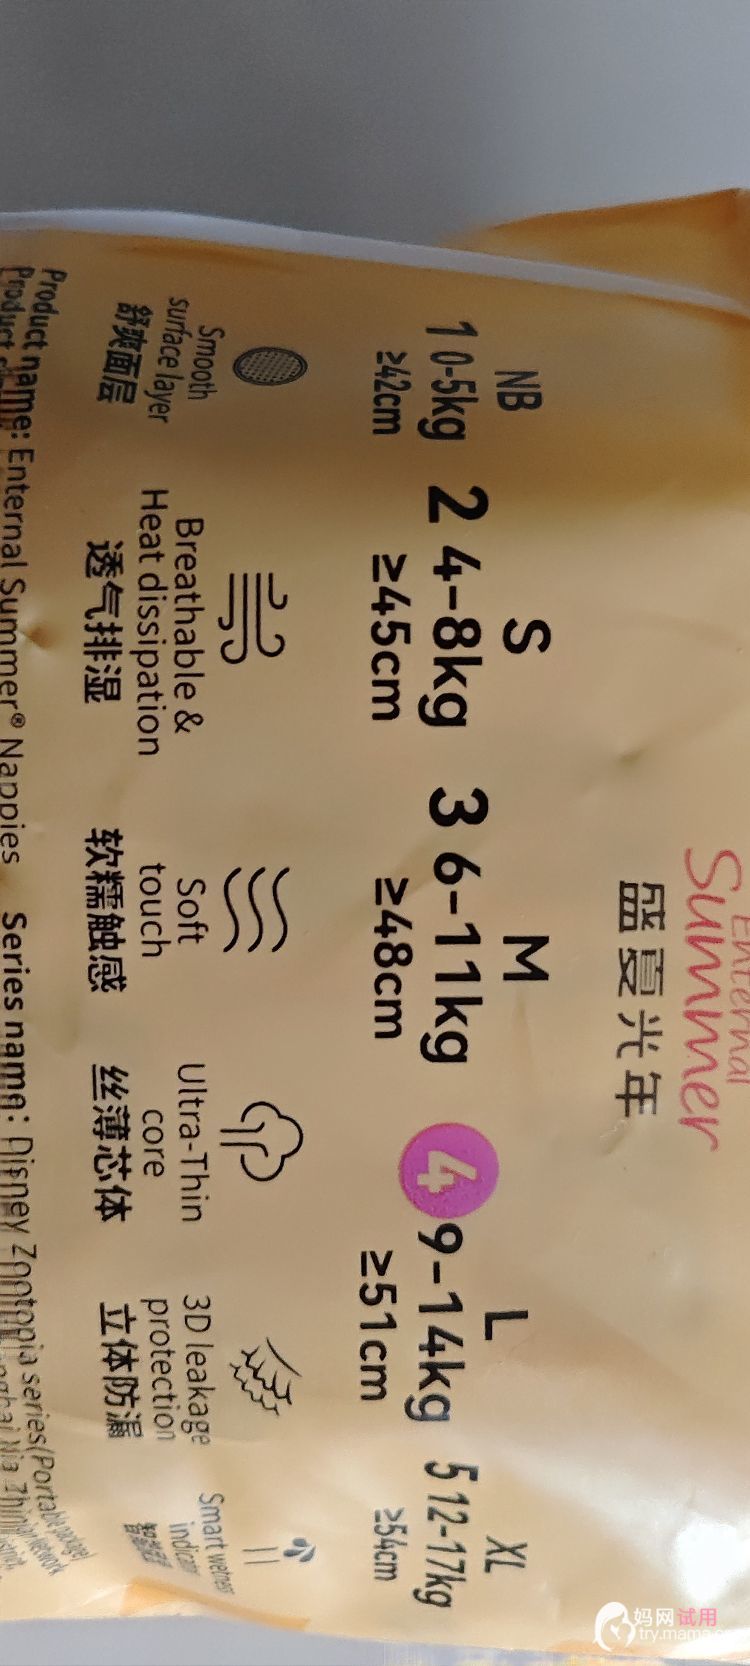 Enternal
Summer
盛夏光年
NB
S
M
L
XL
1 0-5kg
2 4-8kg
3 6-11kg
4 9-14kg
5 12-17kg
≥42cm
≥45cm
≥48cm
≥51cm
≥54cm
Smooth
surface layer
舒爽面层
Breathable &
Heat dissipation
透气排湿
Soft
touch
软糯触感
Ultra-Thin
core
丝薄芯体
3D leakage
protection
立体防漏
Smart wetness
indicator
Product name: Enternal Summer® Nappies Series name: Disney Zootopia series(Portable package)
Product
妈网试用
try.mama